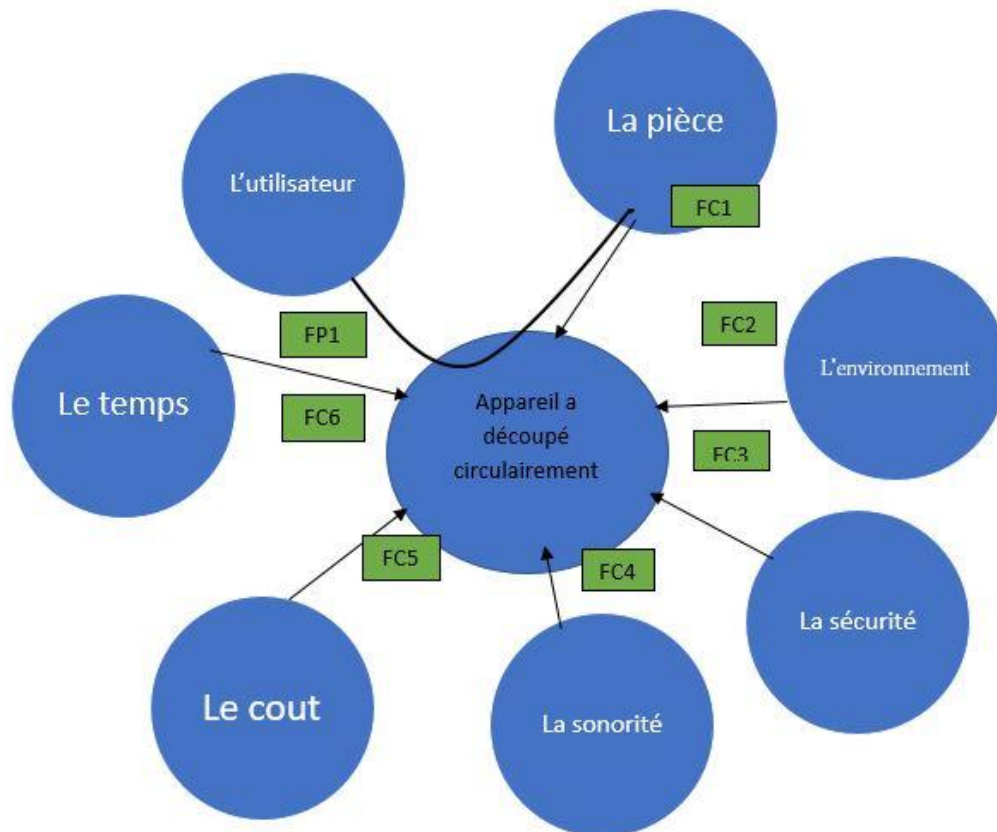 La pièce
L'utilisateur
FC1
FC2
FP1
L'environnement
Le temps
Appareil a
découpé
circulairement
FC6
FC3
FC5
FC4
La sécurité
Le cout
La sonorité